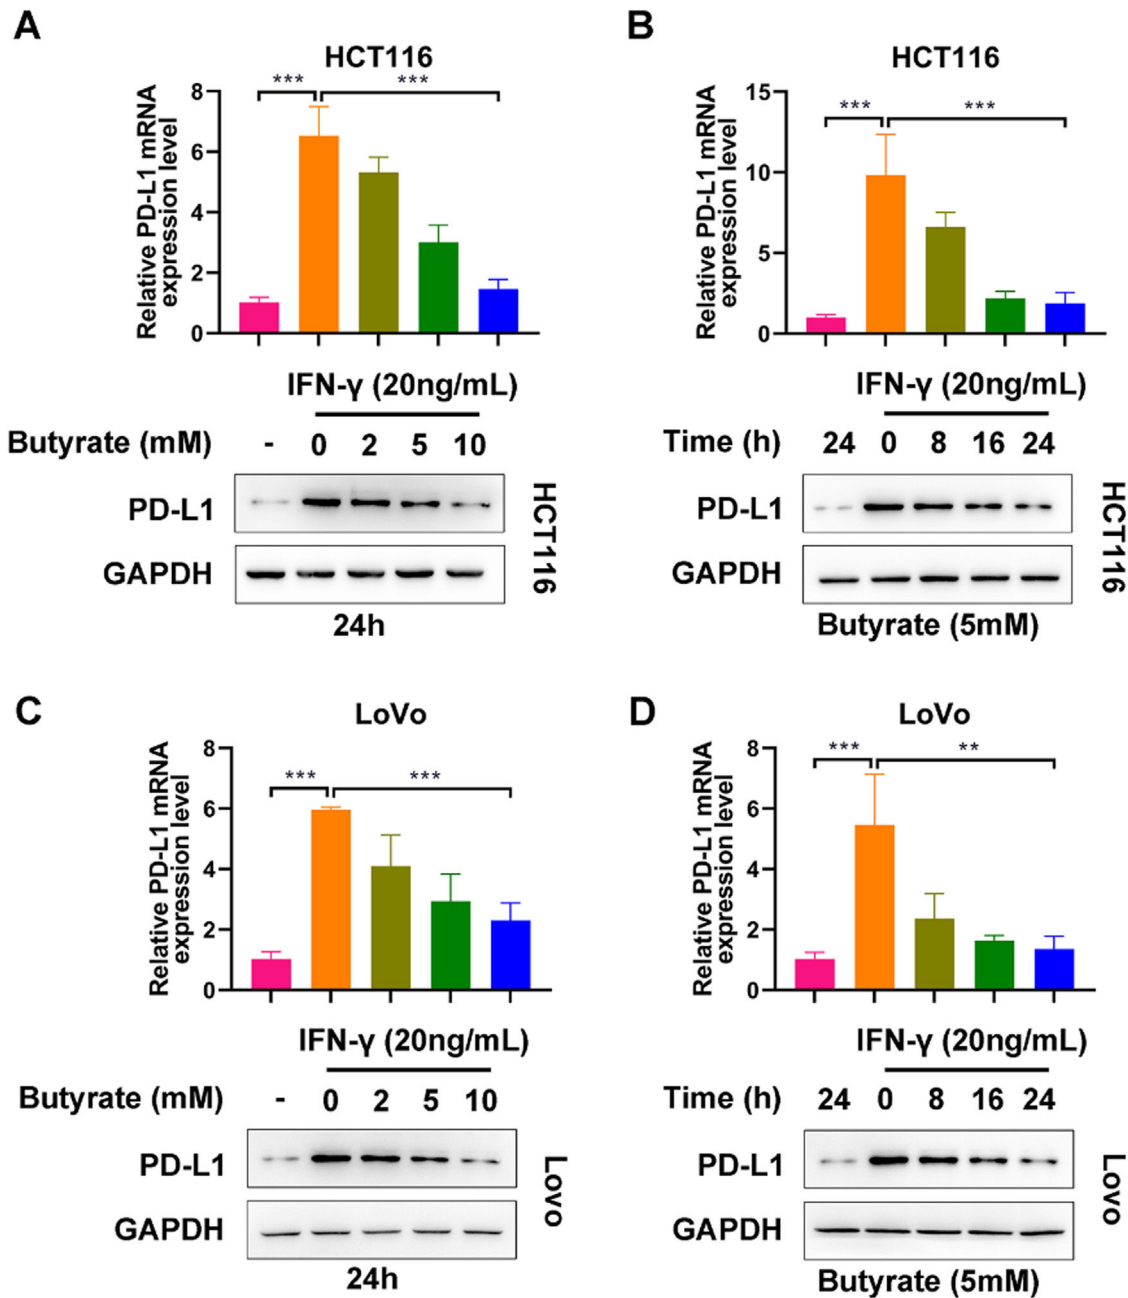 A
HCT116
*** ***
Relative PD-L1 mRNA
expression level
8
6
4
2
0
IFN-γ (20ng/mL)
Butyrate (mM) - 0 2 5 10
PD-L1
GAPDH
HCT116
24h
B
HCT116
*** ***
Relative PD-L1 mRNA
expression level
15
10
5
0
IFN-γ (20ng/mL)
Time (h) 24 0 8 16 24
PD-L1
GAPDH
HCT116
Butyrate (5mM)
C
LoVo
*** ***
Relative PD-L1 mRNA
expression level
8
6
4
2
0
IFN-γ (20ng/mL)
Butyrate (mM) - 0 2 5 10
PD-L1
GAPDH
Lovo
24h
D
LoVo
*** **
Relative PD-L1 mRNA
expression level
8
6
4
2
0
IFN-γ (20ng/mL)
Time (h) 24 0 8 16 24
PD-L1
GAPDH
Lovo
Butyrate (5mM)